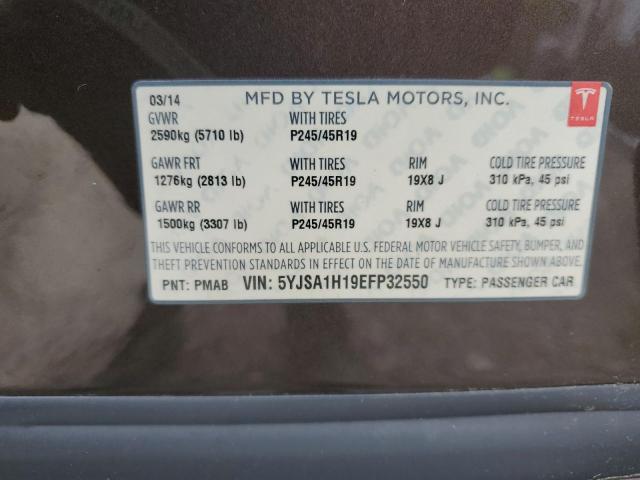 03/14 MFD BY TESLA MOTORS, INC.
TESLA
GVWR WITH TIRES
2590kg (5710 lb) P245/45R19
GAWR FRT WITH TIRES RIM COLD TIRE PRESSURE
1276kg (2813 lb) P245/45R19 19X8 J 310 kPa, 45 psi
GAWR RR WITH TIRES RIM COLD TIRE PRESSURE
1500kg (3307 lb) P245/45R19 19X8 J 310 kPa, 45 psi
THIS VEHICLE CONFORMS TO ALL APPLICABLE U.S. FEDERAL MOTOR VEHICLE SAFETY, BUMPER, AND
THEFT PREVENTION STANDARDS IN EFFECT ON THE DATE OF MANUFACTURE SHOWN ABOVE.
PNT: PMAB VIN: 5YJSA1H19EFP32550 TYPE: PASSENGER CAR